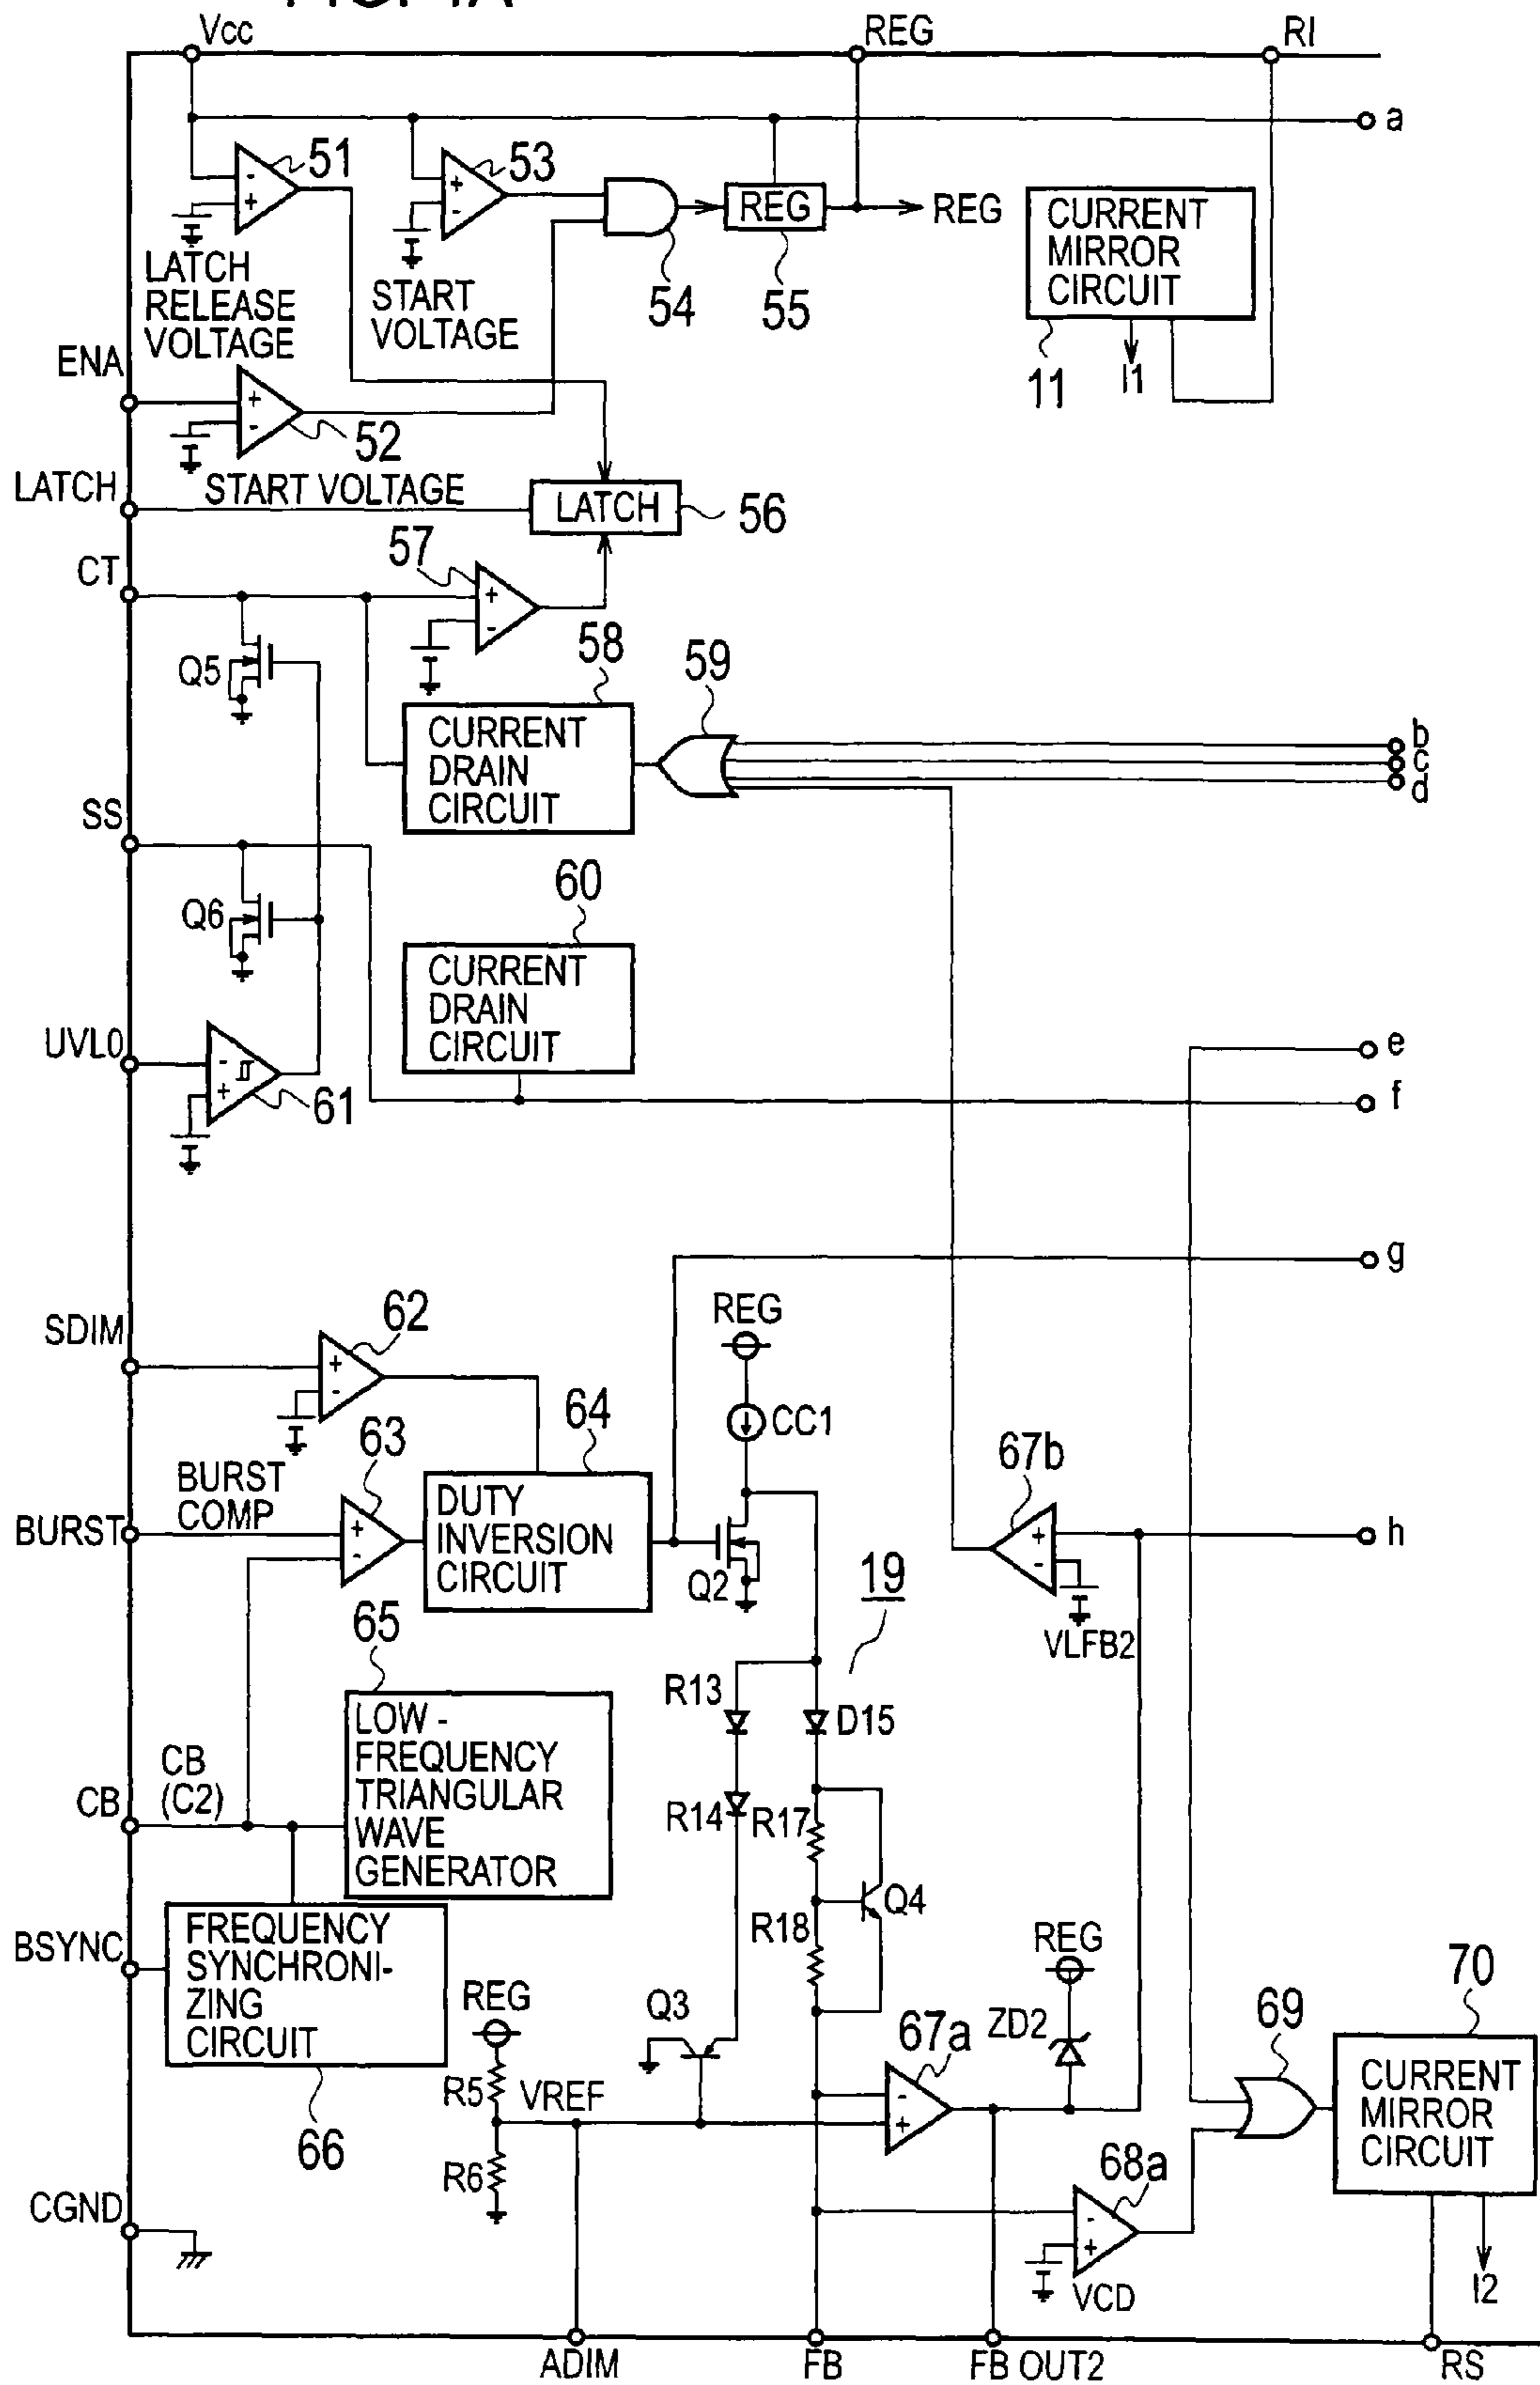 FIG. 4A
Vcc
REG
RI
a
51
-
+
53
+
-
REG
REG
CURRENT
MIRROR
CIRCUIT
LATCH
RELEASE
VOLTAGE
START
VOLTAGE
54
55
11
I1
ENA
+
-
52
LATCH
START VOLTAGE
LATCH
56
57
CT
+
-
58
59
Q5
CURRENT
DRAIN
CIRCUIT
b
c
d
SS
60
Q6
CURRENT
DRAIN
CIRCUIT
UVLO
-
+
61
e
f
g
SDIM
62
+
-
REG
CC1
64
63
67b
BURST
COMP
BURST
+
-
DUTY
INVERSION
CIRCUIT
Q2
+
-
h
19
VLFB2
65
R13
D15
LOW -
FREQUENCY
TRIANGULAR
WAVE
GENERATOR
CB
(C2)
CB
R14
R17
Q4
R18
FREQUENCY
SYNCHRONI-
ZING
CIRCUIT
BSYNC
REG
REG
70
Q3
67a
ZD2
69
R5
VREF
-
+
CURRENT
MIRROR
CIRCUIT
66
R6
68a
CGND
-
+
VCD
I2
ADIM
FB
FB OUT2
RS